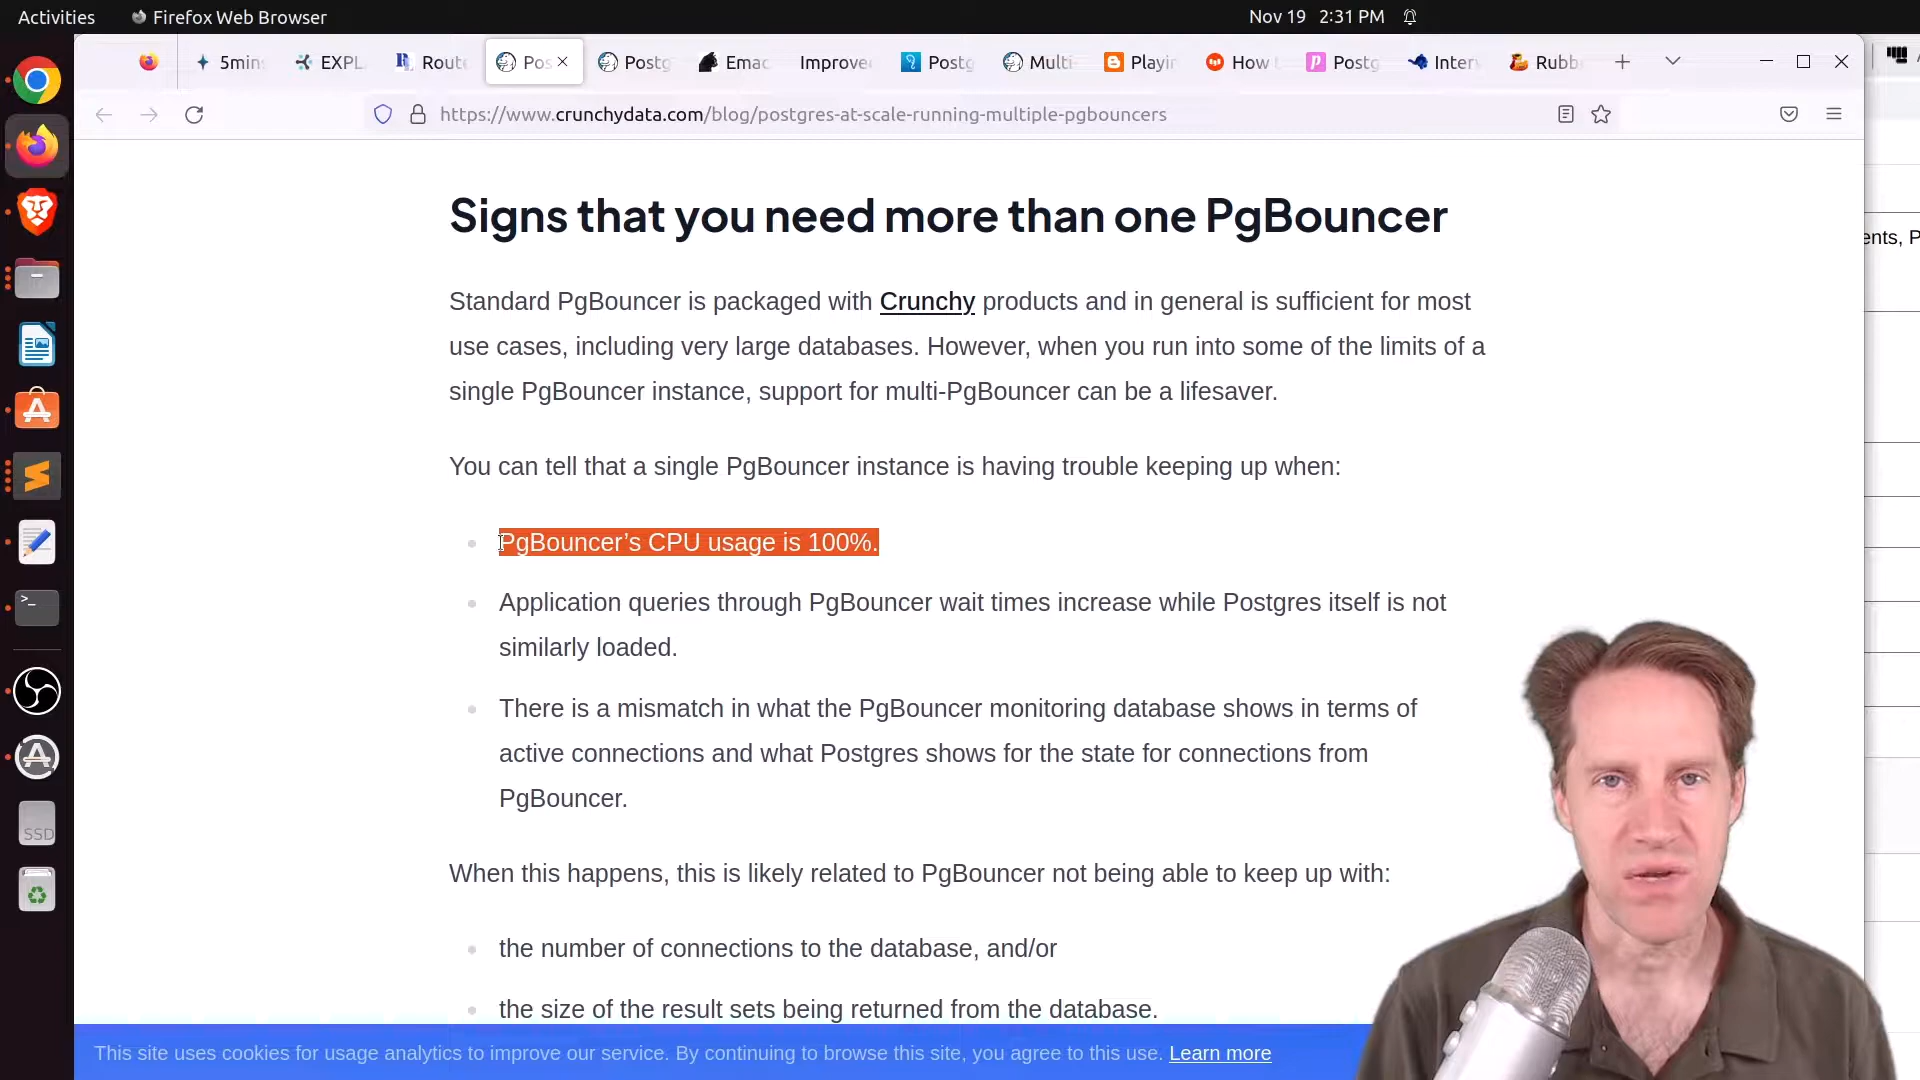 Activities
Firefox Web Browser
Nov 19 2:31 PM
5mins
EXPL
Route
Pos
Postg
Emac
Improve
Postg
Multi-
Playin
How t
Postg
Inter
Rubb
https://www.crunchydata.com/blog/postgres-at-scale-running-multiple-pgbouncers
Signs that you need more than one PgBouncer
Standard PgBouncer is packaged with Crunchy products and in general is sufficient for most
use cases, including very large databases. However, when you run into some of the limits of a
single PgBouncer instance, support for multi-PgBouncer can be a lifesaver.
You can tell that a single PgBouncer instance is having trouble keeping up when:
PgBouncer’s CPU usage is 100%.
Application queries through PgBouncer wait times increase while Postgres itself is not
similarly loaded.
There is a mismatch in what the PgBouncer monitoring database shows in terms of
active connections and what Postgres shows for the state for connections from
PgBouncer.
When this happens, this is likely related to PgBouncer not being able to keep up with:
the number of connections to the database, and/or
the size of the result sets being returned from the database.
This site uses cookies for usage analytics to improve our service. By continuing to browse this site, you agree to this use. Learn more
ents, P
SSD